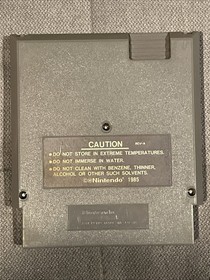 CAUTION
•DO NOT STORE IN EXTREME TEMPERATURES.
•DO NOT IMMERSE IN WATER.
•DO NOT CLEAN WITH BENZENE, THINNER,
ALCOHOL OR OTHER SUCH SOLVENTS.
©®Nintendo 1985